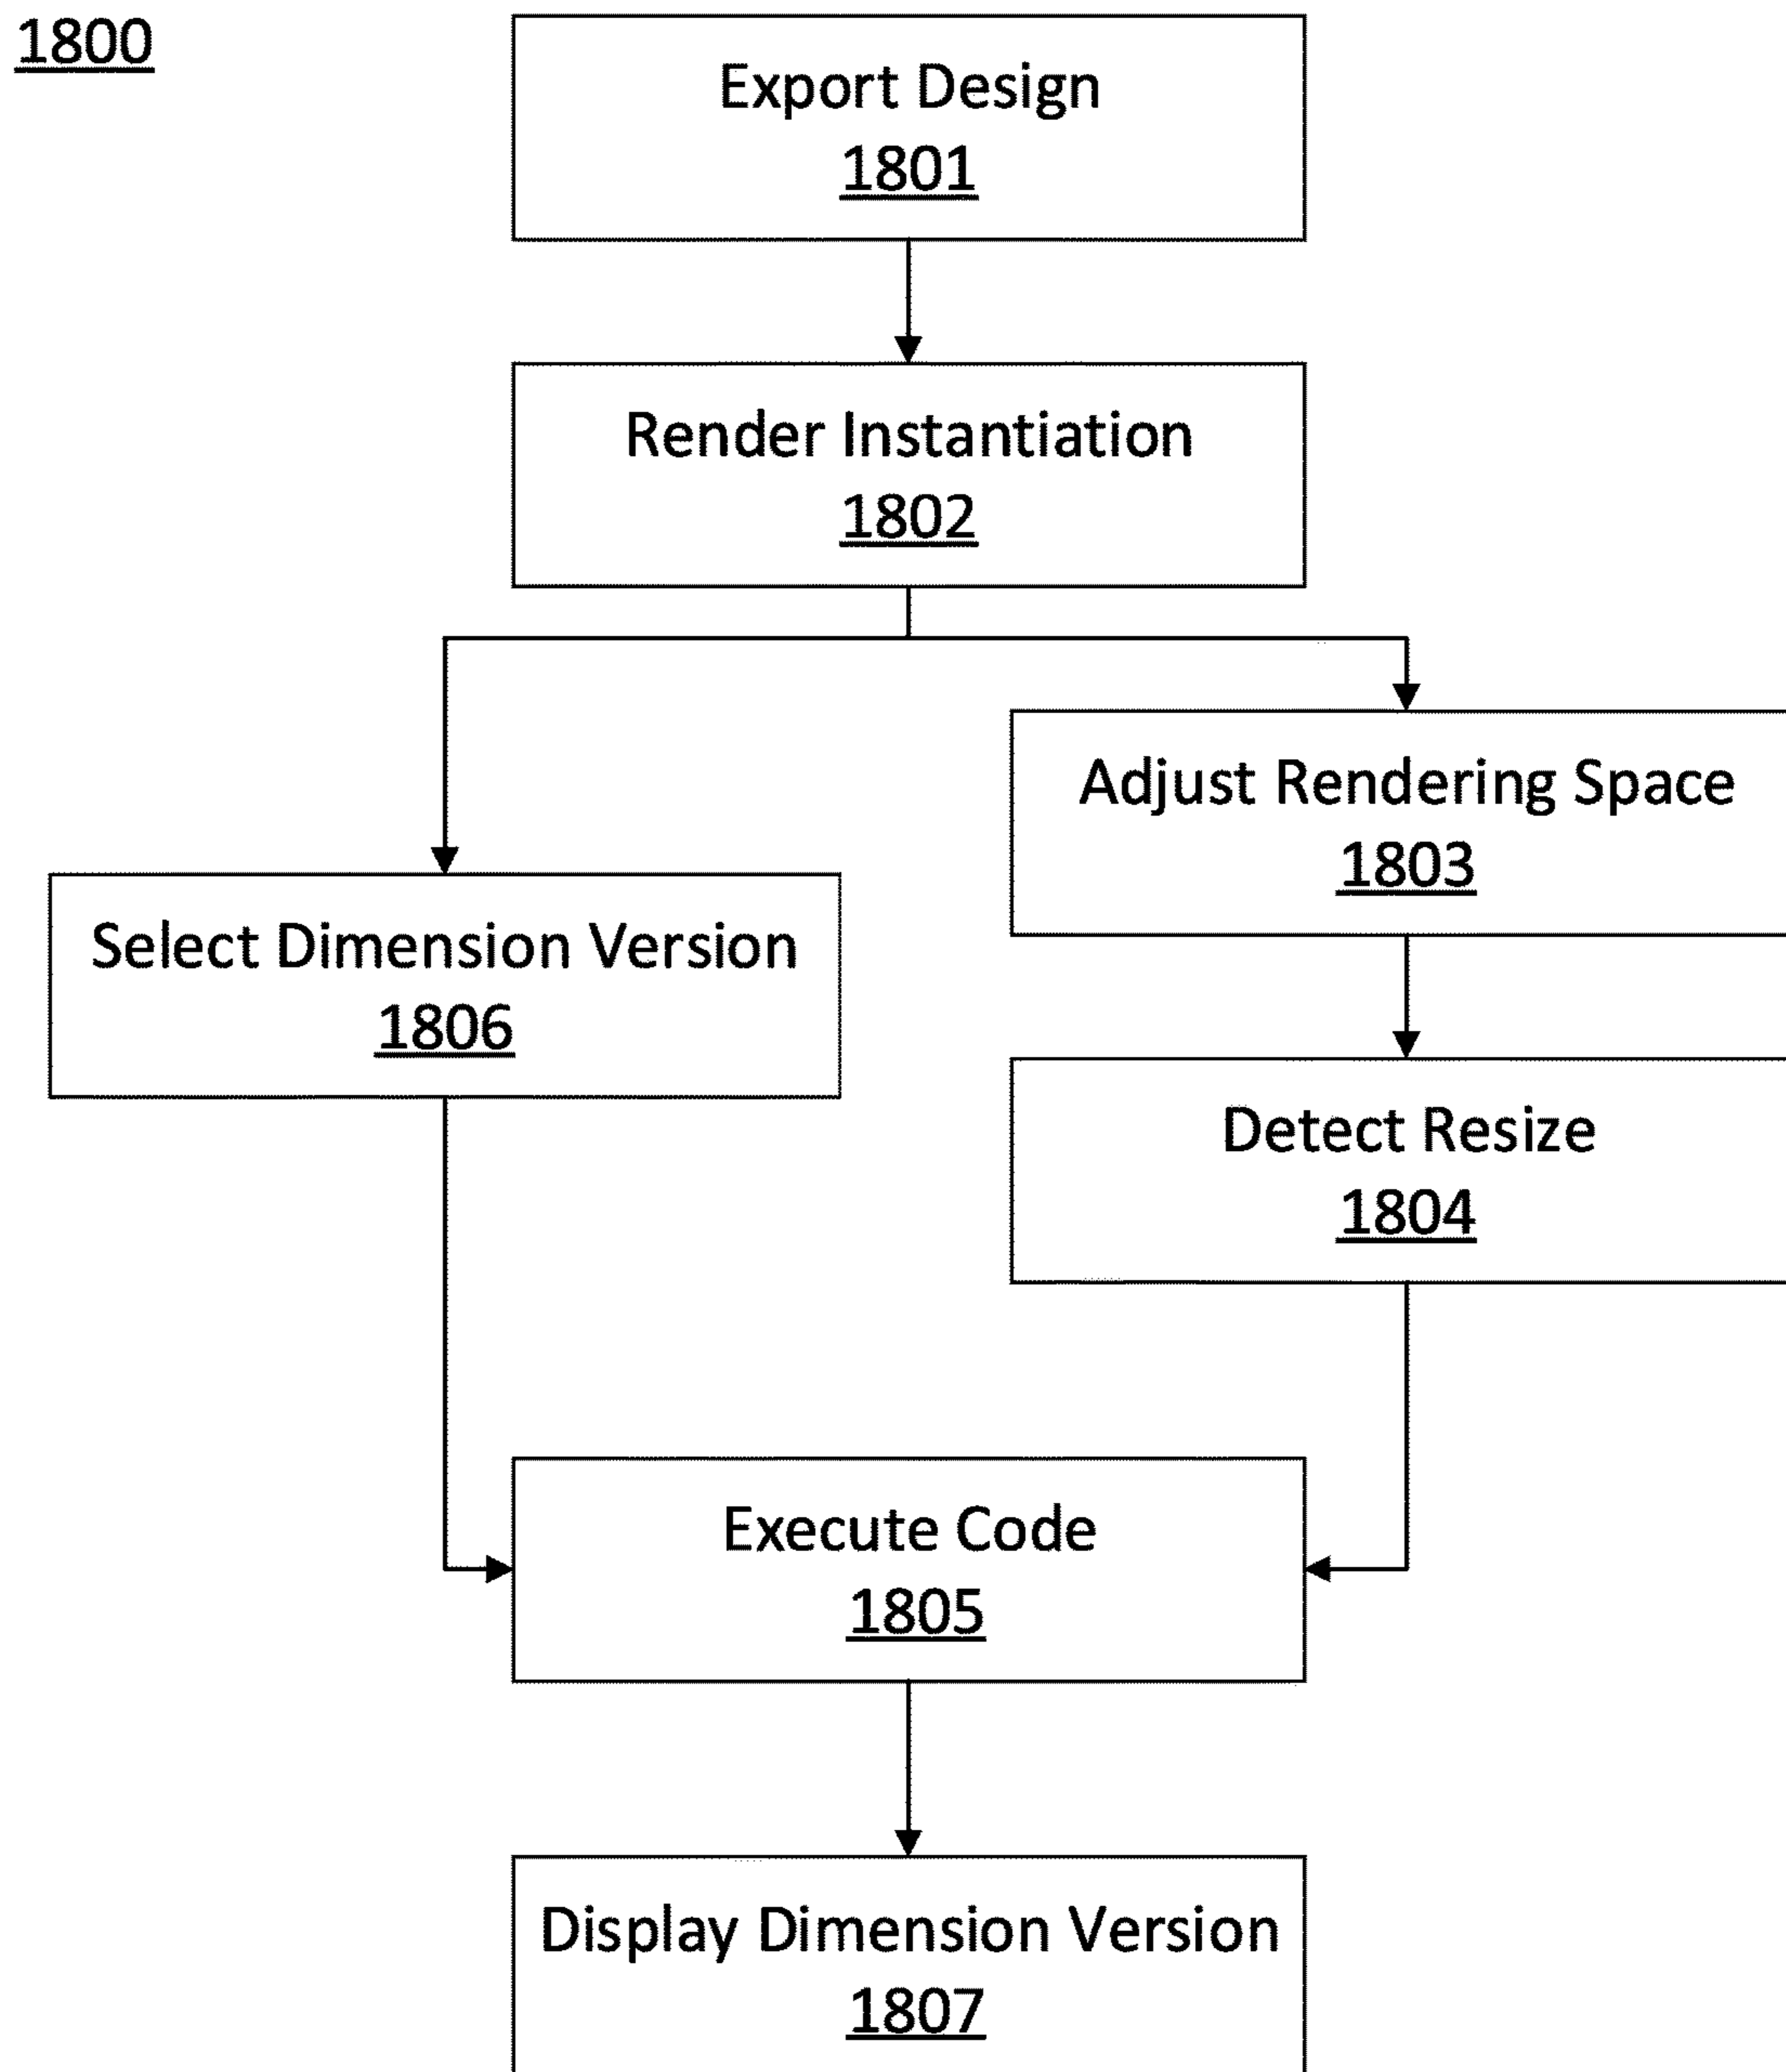 1800
Export Design
1801
Render Instantiation
1802
Adjust Rendering Space
1803
Select Dimension Version
1806
Detect Resize
1804
Execute Code
1805
Display Dimension Version
1807